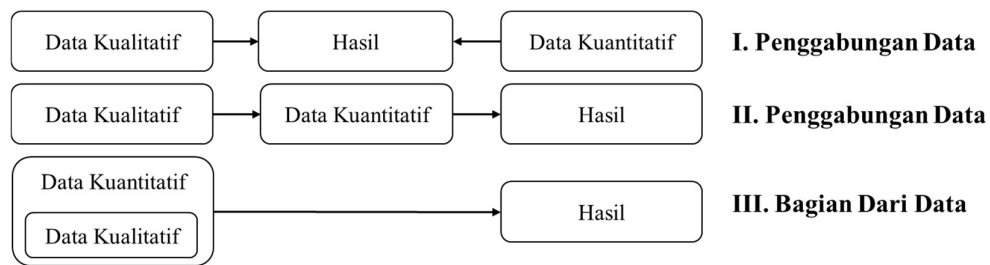 Data Kualitatif Hasil Data Kuantitatif I. Penggabungan Data
Data Kualitatif Data Kuantitatif Hasil II. Penggabungan Data
Data Kuantitatif
Hasil III. Bagian Dari Data
Data Kualitatif